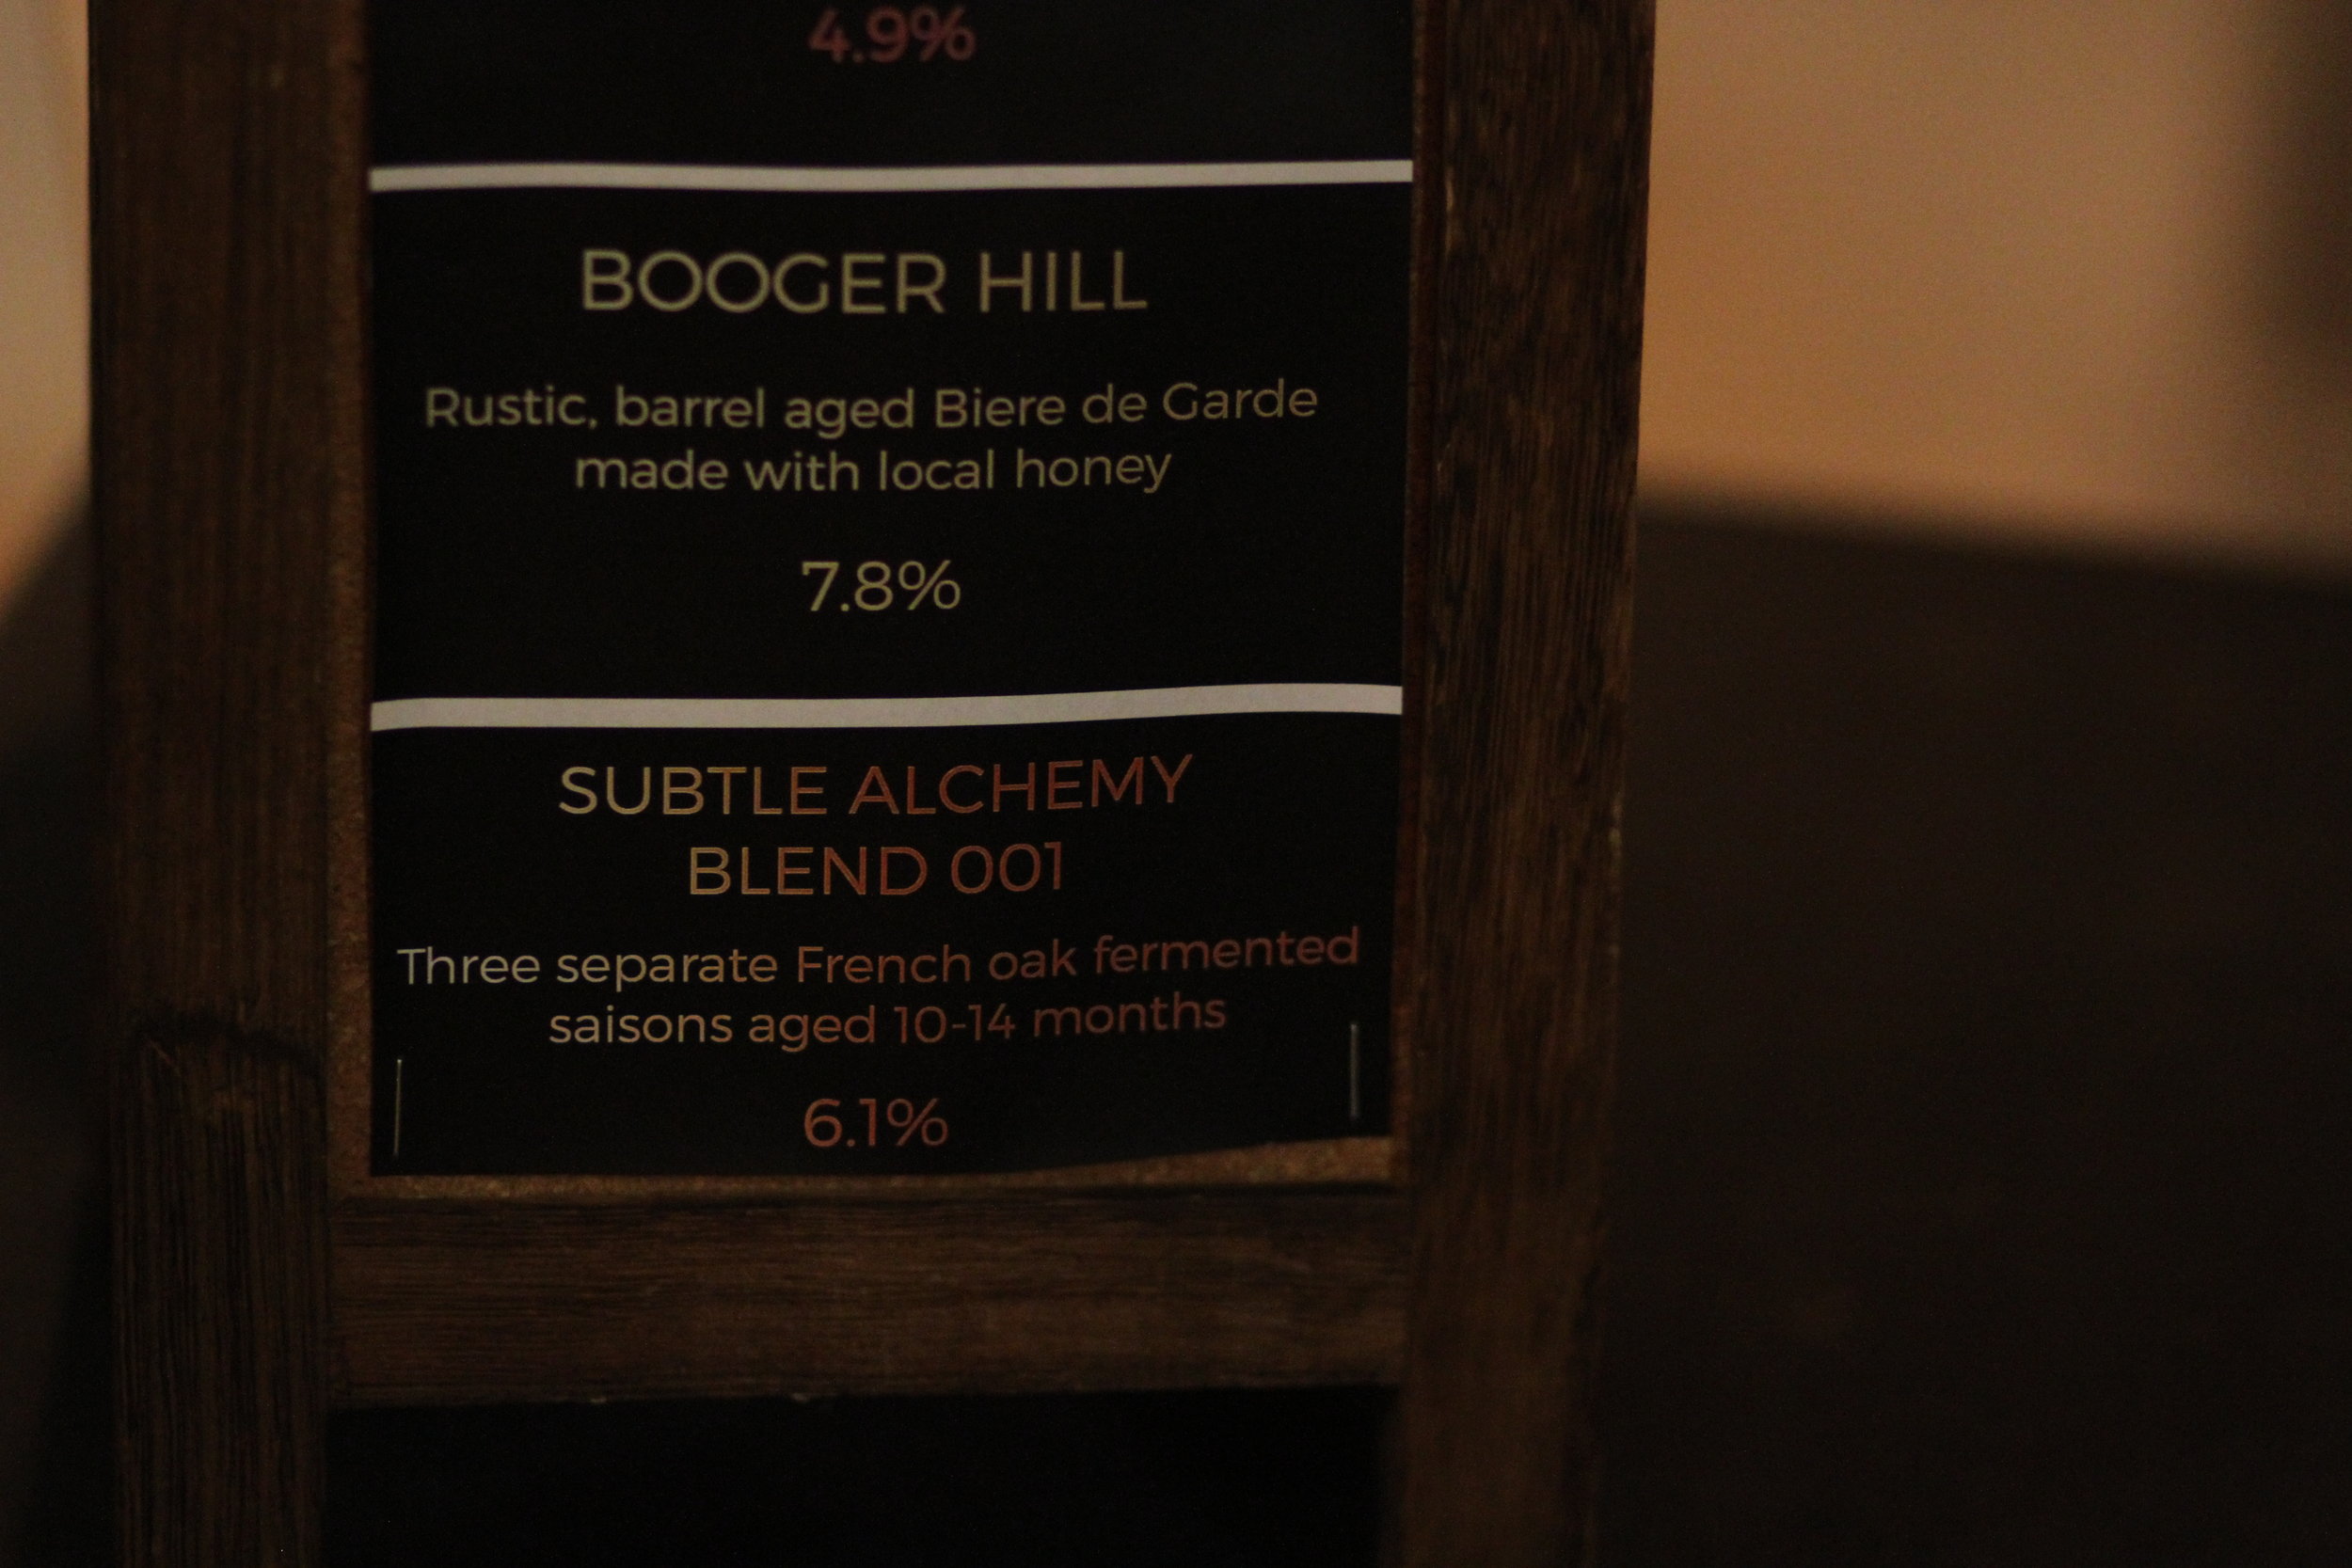 4.9%
BOOGER HILL
Rustic, barrel aged Biere de Garde
made with local honey
7.8%
SUBTLE ALCHEMY
BLEND 001
Three separate French oak fermented
saisons aged 10-14 months
6.1%